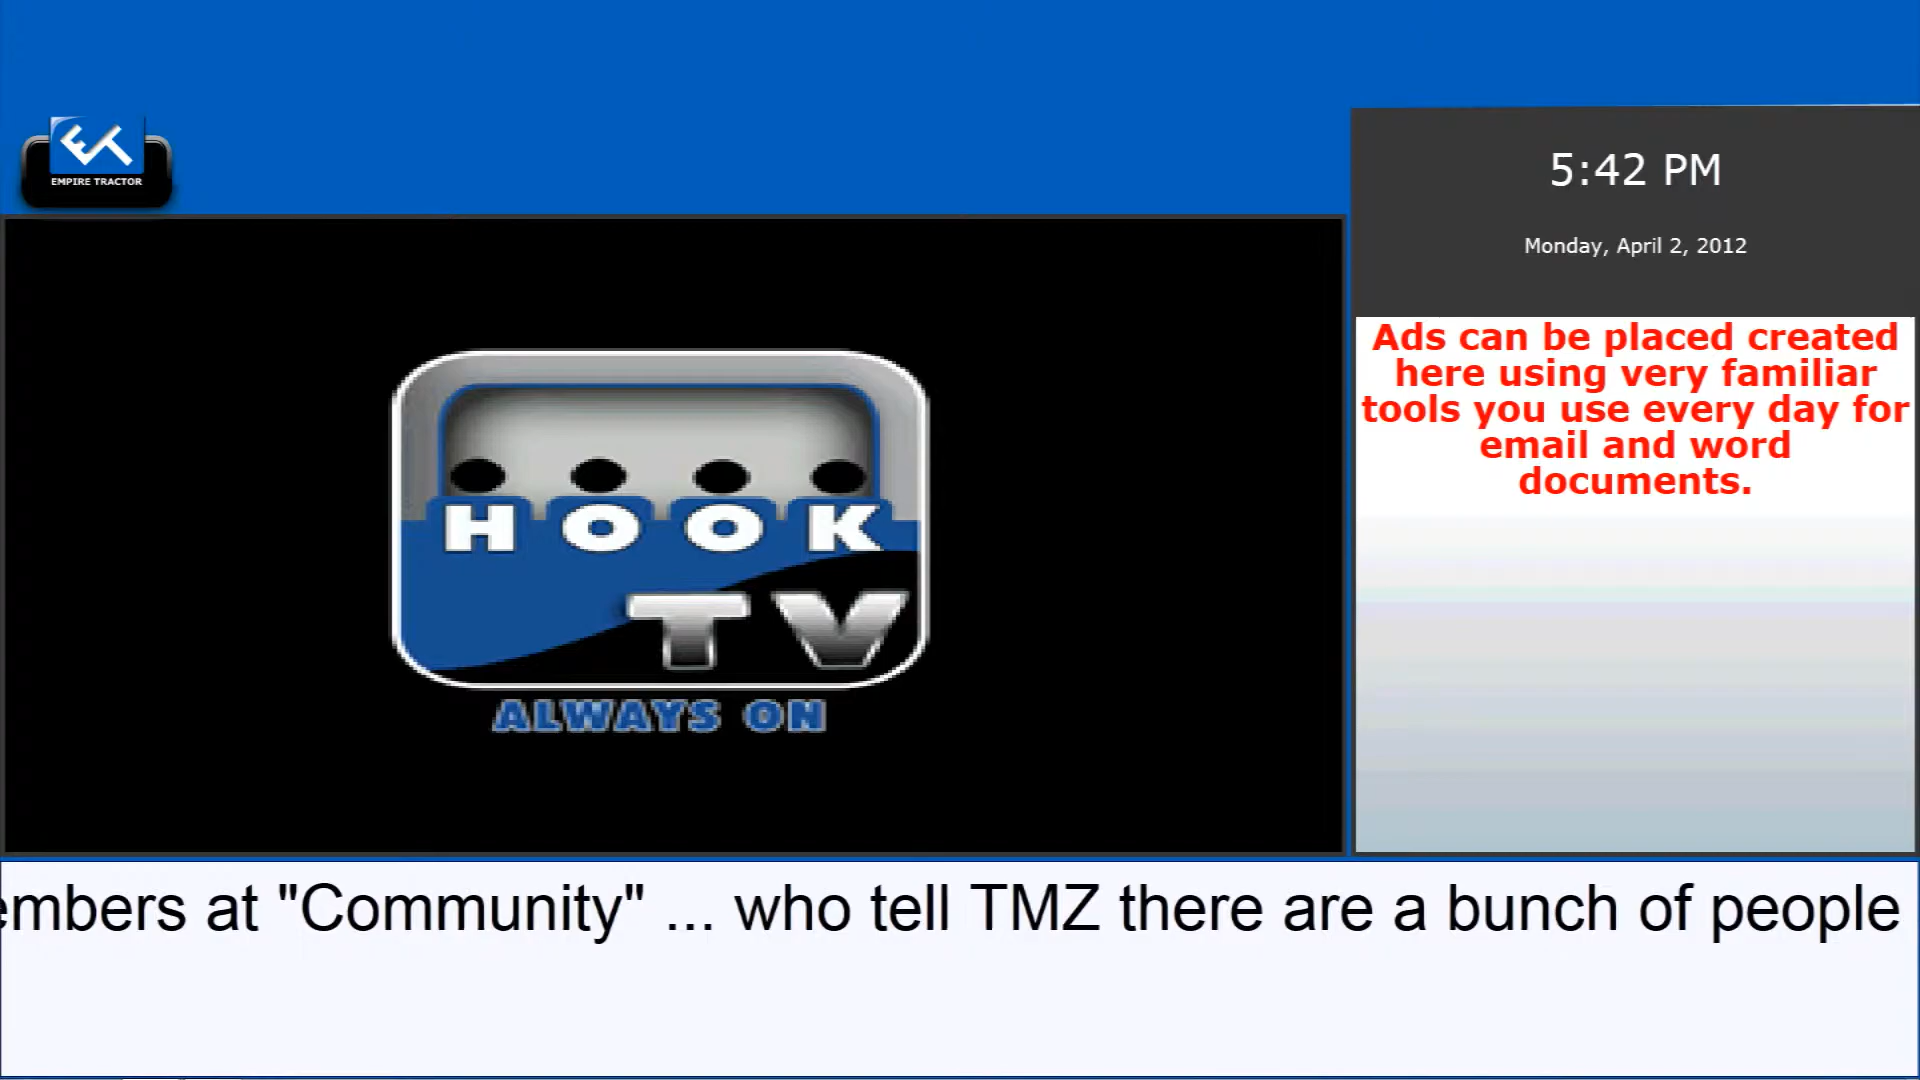 ET
EMPIRE TRACTOR
5:42 PM
Monday, April 2, 2012
HOOK
TV
ALWAYS ON
Ads can be placed created
here using very familiar
tools you use every day for
email and word
documents.
at "Community" ... who tell TMZ there are a bunch of people